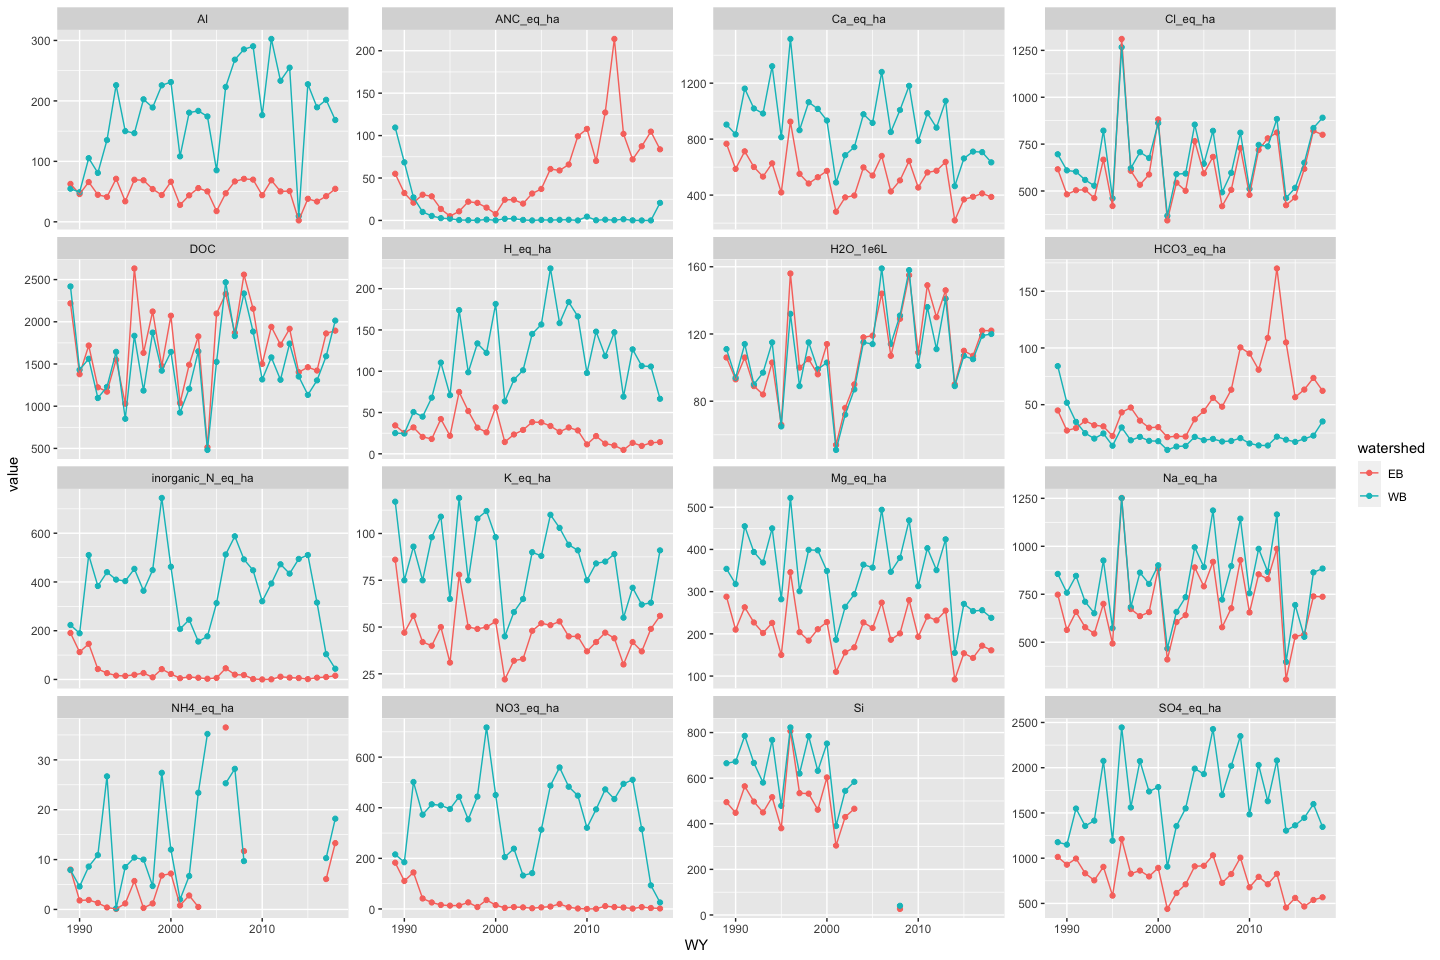 Al ANC_eq_ha Ca_eq_ha Cl_eq_ha
300 200 1250
200 150 1200 1000
100 100 800 750
0 50 400 500
0
DOC H_eq_ha H2O_1e6L HCO3_eq_ha
2500 200 160 150
2000 150 120 100
1500 100 80 50
1000 50
500 0
inorganic_N_eq_ha K_eq_ha Mg_eq_ha Na_eq_ha
600 100 500 1250
400 75 400 1000
200 50 300 750
0 25 200 500
100
NH4_eq_ha NO3_eq_ha Si SO4_eq_ha
30 600 800 2500
20 400 600 2000
10 200 400 1500
0 0 200 1000
0 500
1990 2000 2010 1990 2000 2010 1990 2000 2010 1990 2000 2010
WY
value
watershed
EB
WB